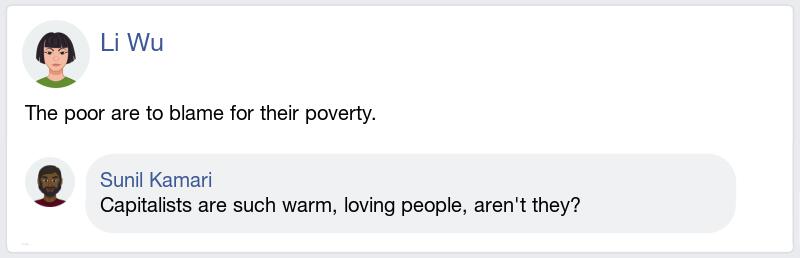 Li Wu
The poor are to blame for their poverty.
Sunil Kamari
Capitalists are such warm, loving people, aren't they?